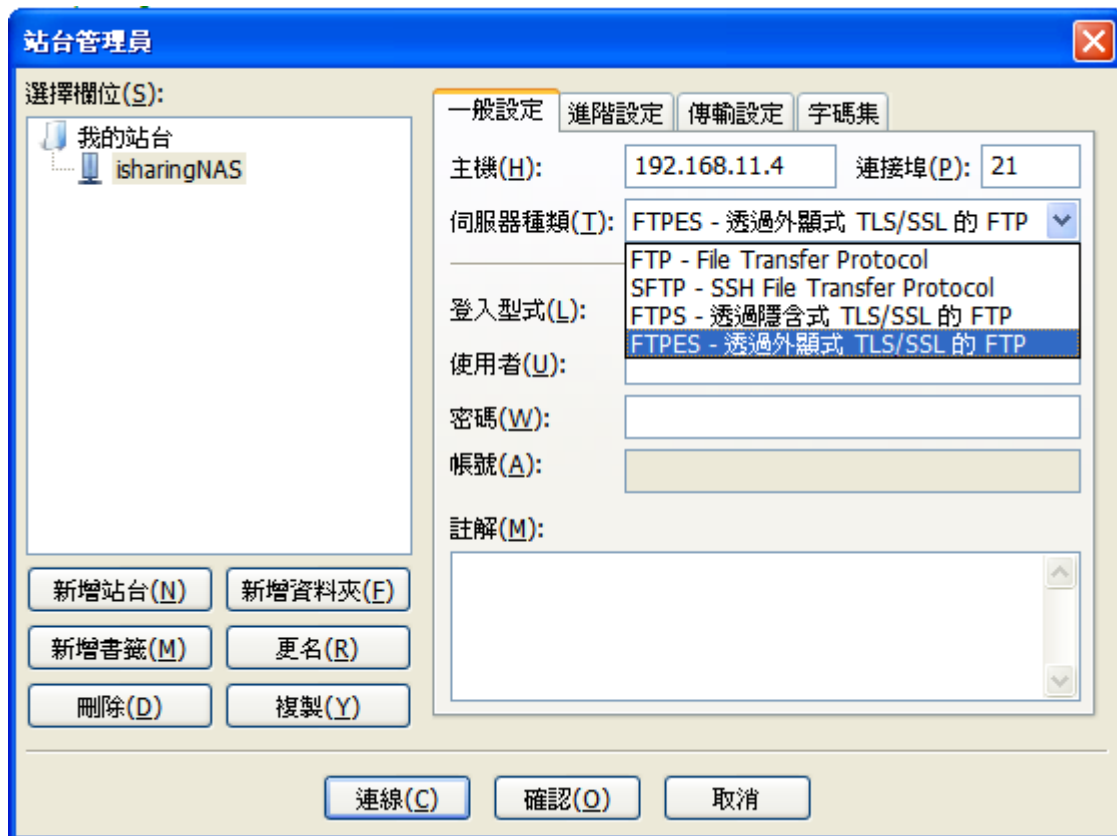 站台管理員
選擇欄位(S):
我的站台
isharingNAS
新增站台(N) 新增資料夾(F)
新增書籤(M) 更名(R)
刪除(D) 複製(Y)
一般設定 進階設定 傳輸設定 字碼集
主機(H): 192.168.11.4 連接埠(P): 21
伺服器種類(T): FTPES - 透過外顯式 TLS/SSL 的 FTP
FTP - File Transfer Protocol
SFTP - SSH File Transfer Protocol
FTPS - 透過隱含式 TLS/SSL 的 FTP
FTPES - 透過外顯式 TLS/SSL 的 FTP
登入型式(L):
使用者(U):
密碼(W):
帳號(A):
註解(M):
連線(C) 確認(O) 取消